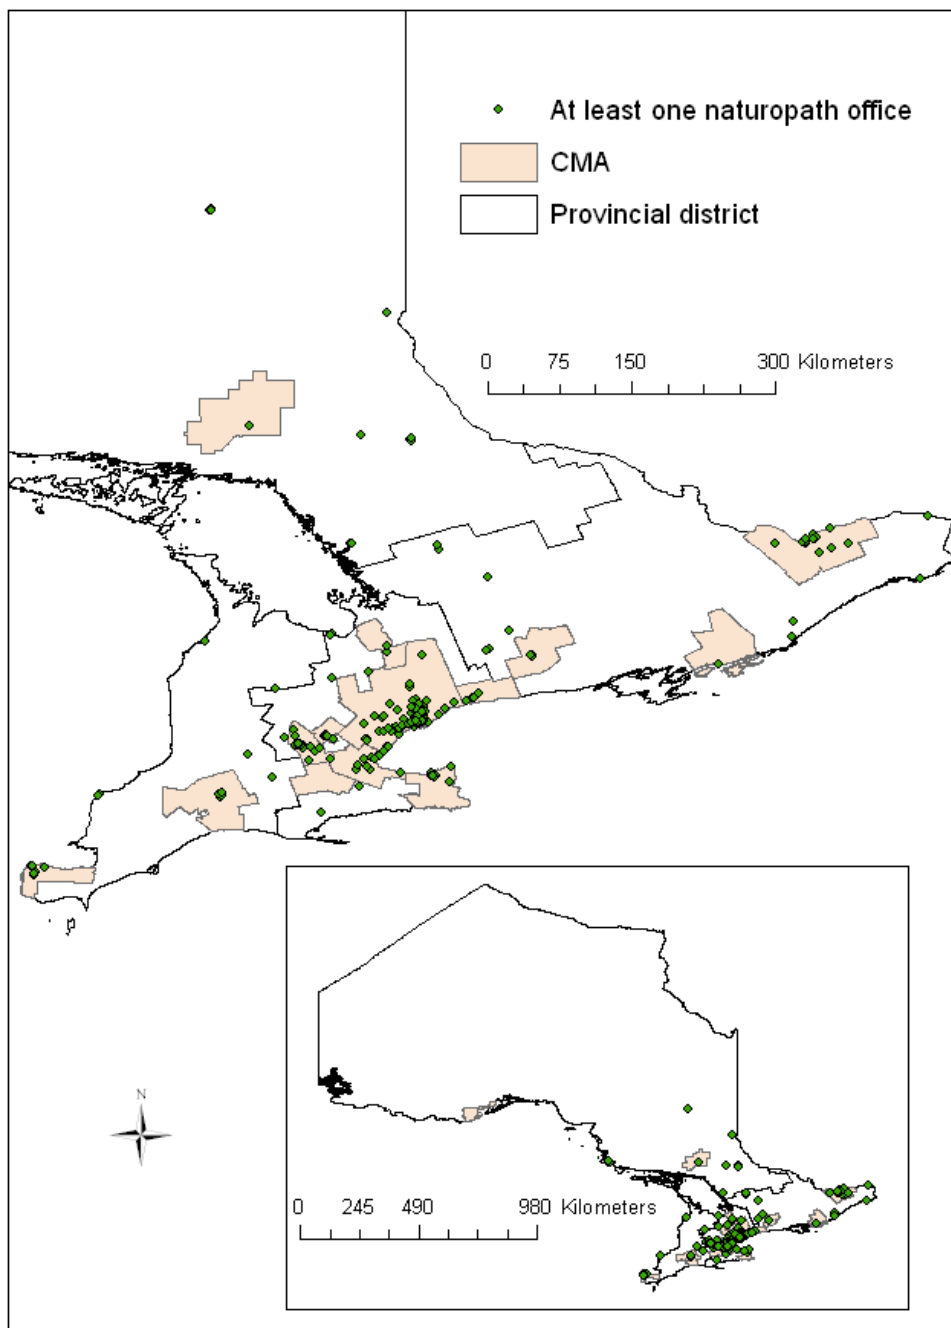 At least one naturopath office
CMA
Provincial district
0 75 150 300 Kilometers
N
0 245 490 980 Kilometers